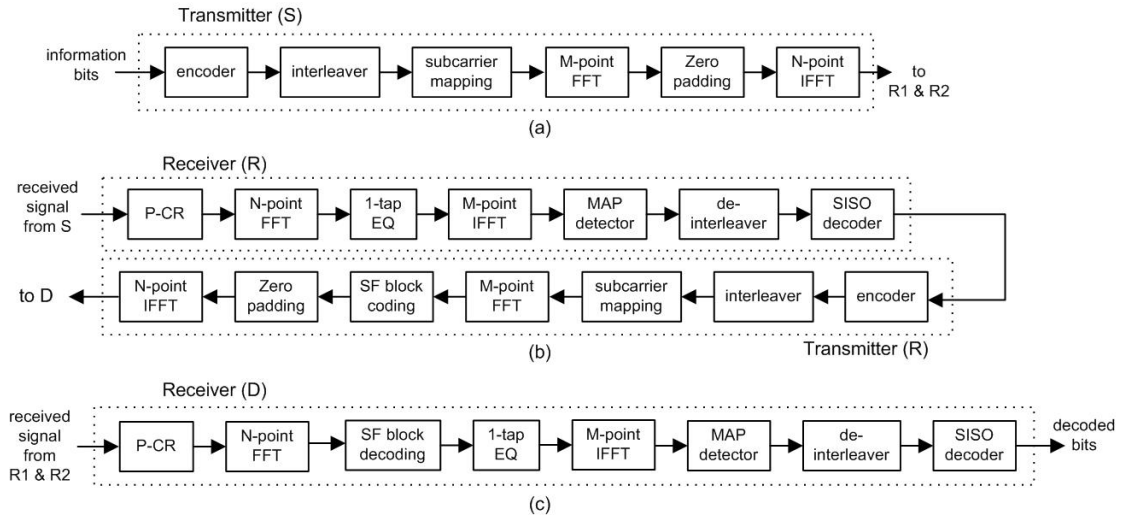 Transmitter (S)
information
bits
encoder
interleaver
subcarrier
mapping
M-point
FFT
Zero
padding
N-point
IFFT
to
R1 & R2
(a)
Receiver (R)
received
signal
from S
P-CR
N-point
FFT
1-tap
EQ
M-point
IFFT
MAP
detector
de-
interleaver
SISO
decoder
to D
N-point
IFFT
Zero
padding
SF block
coding
M-point
FFT
subcarrier
mapping
interleaver
encoder
(b)
Transmitter (R)
Receiver (D)
received
signal
from
R1 & R2
P-CR
N-point
FFT
SF block
decoding
1-tap
EQ
M-point
IFFT
MAP
detector
de-
interleaver
SISO
decoder
decoded
bits
(c)